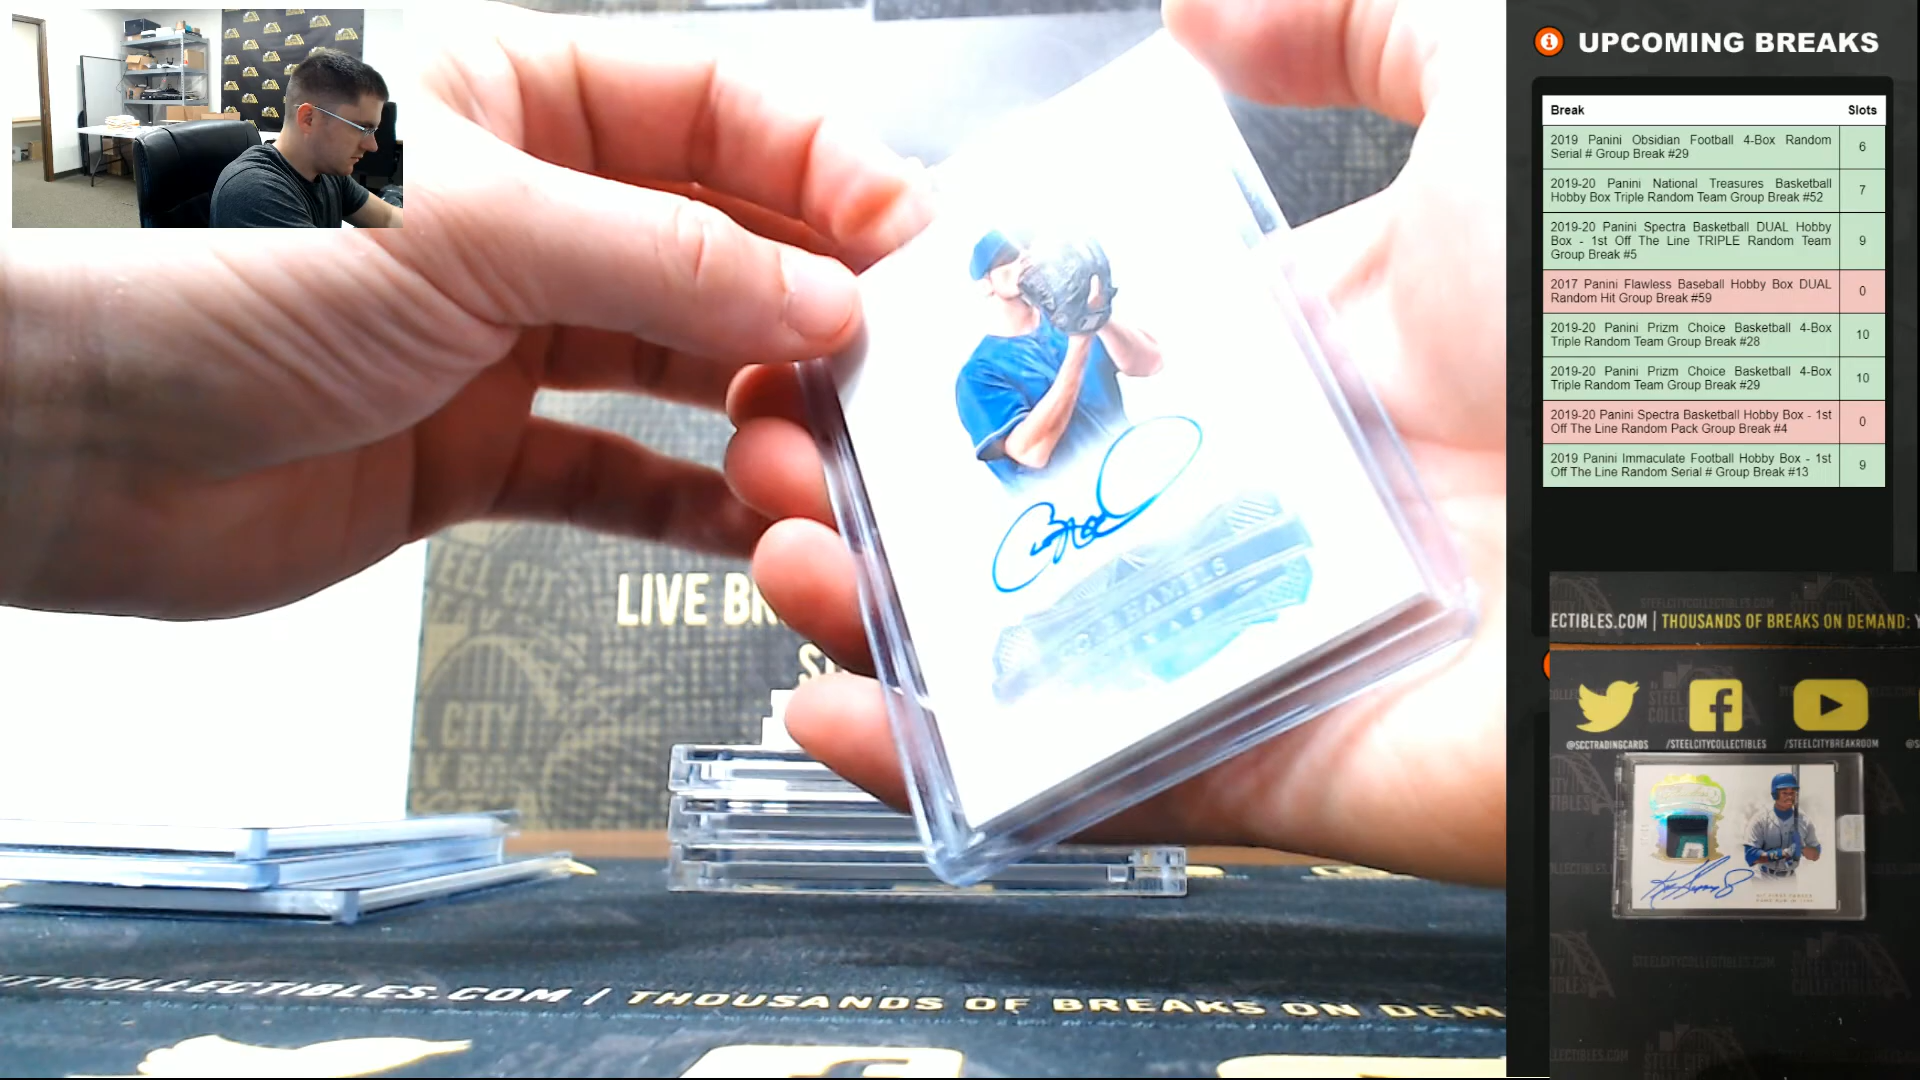 UPCOMING BREAKS
Break Slots
2019 Panini Obsidian Football 4-Box Random
Serial # Group Break #29
6
2019-20 Panini National Treasures Basketball
Hobby Box Triple Random Team Group Break #52
7
2019-20 Panini Spectra Basketball DUAL Hobby
Box - 1st Off The Line TRIPLE Random Team
Group Break #5
9
2017 Panini Flawless Baseball Hobby Box DUAL
Random Hit Group Break #59
0
2019-20 Panini Prizm Choice Basketball 4-Box
Triple Random Team Group Break #28
10
2019-20 Panini Prizm Choice Basketball 4-Box
Triple Random Team Group Break #29
10
2019-20 Panini Spectra Basketball Hobby Box - 1st
Off The Line Random Pack Group Break #4
0
2019 Panini Immaculate Football Hobby Box - 1st
Off The Line Random Serial # Group Break #13
9
HAMELS
LIVE BR
EEL CIT
CITY
ITYCOLLECTIBLES.COM | THOUSANDS OF BREAKS ON DEM
ECTIBLES.COM | THOUSANDS OF BREAKS ON DEMAND: Y
@SCCTRADINGCARDS /STEELCITYCOLLECTIBLES /STEELCITYBREAKROOM @S